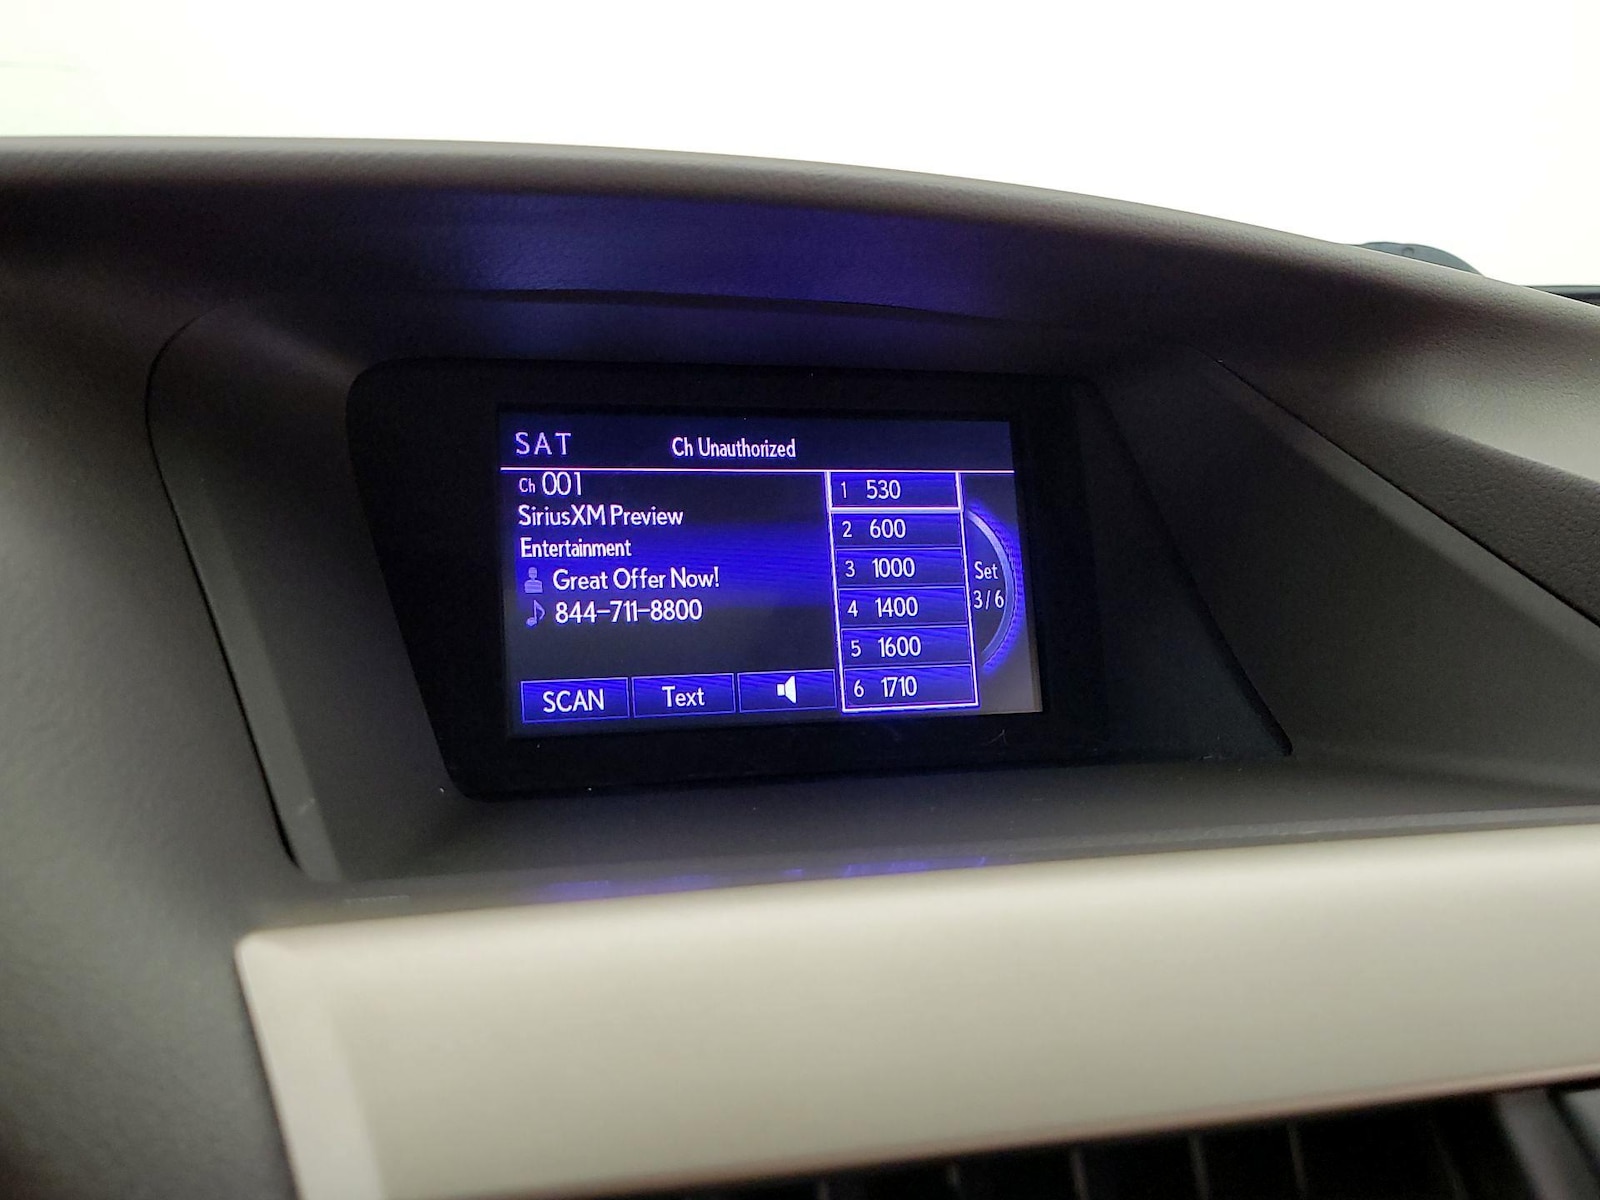 SAT Ch Unauthorized
Ch 001
SiriusXM Preview
Entertainment
Great Offer Now!
844-711-8800
SCAN Text
1 530
2 600
3 1000
4 1400
5 1600
6 1710
Set
3/6